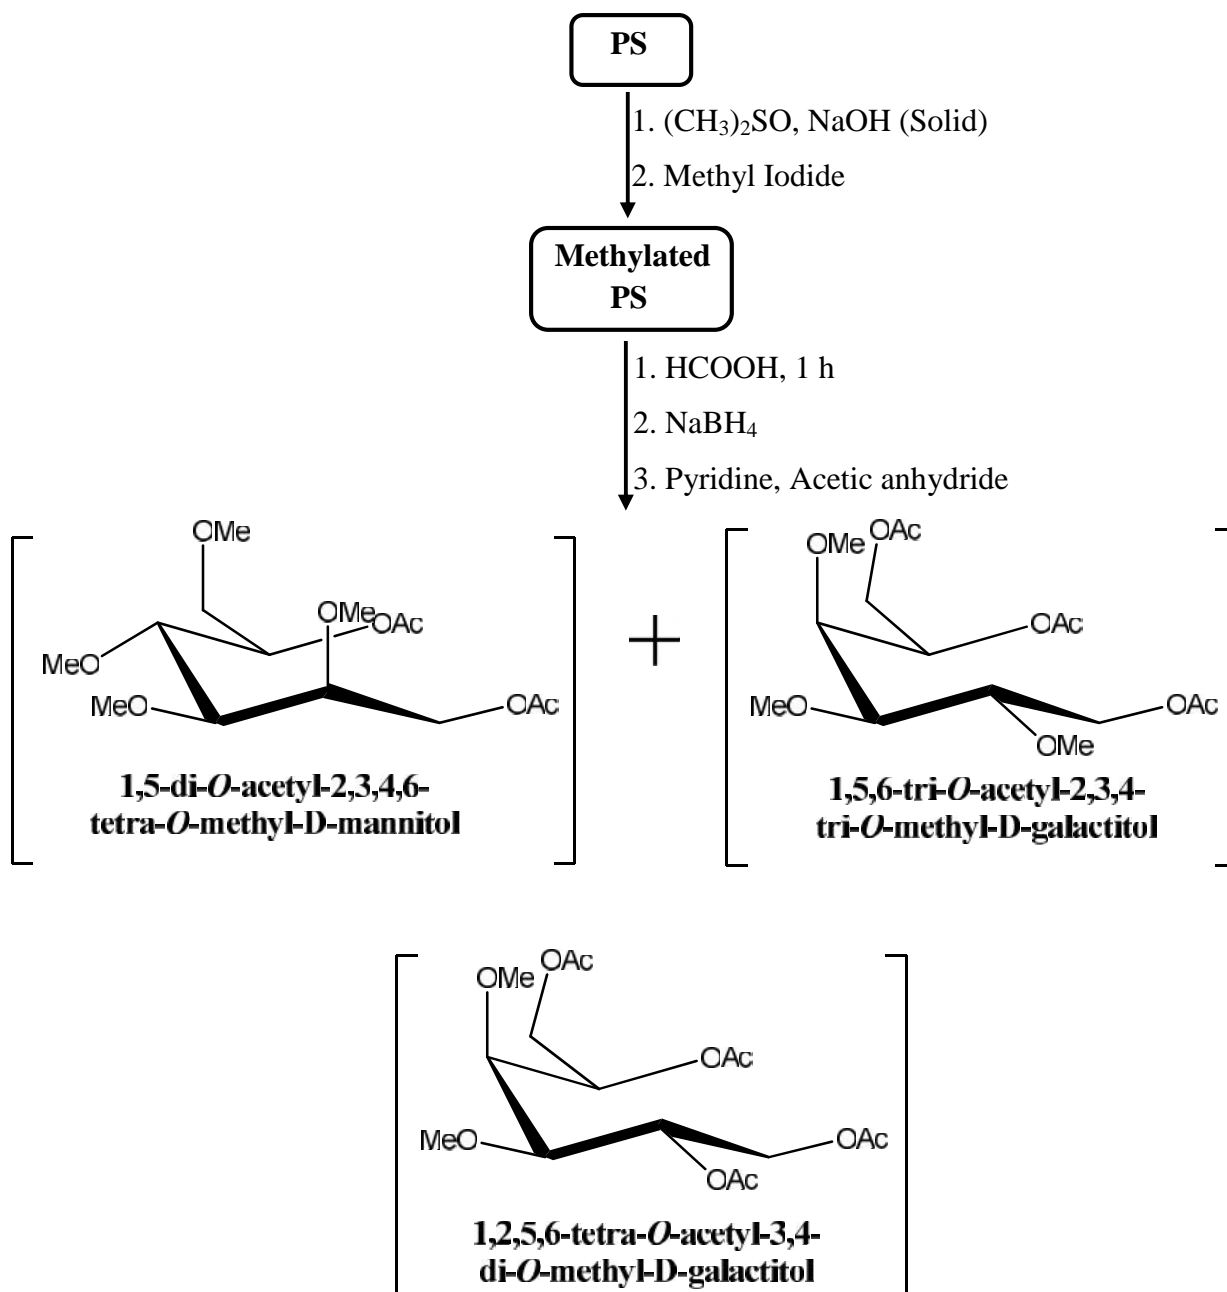 PS
1. (CH₃)₂SO, NaOH (Solid)
2. Methyl Iodide
Methylated
PS
1. HCOOH, 1 h
2. NaBH₄
3. Pyridine, Acetic anhydride
OMe
OMe
OAc
MeO
MeO
OAc
1,5-di-O-acetyl-2,3,4,6-
tetra-O-methyl-D-mannitol
+
OAc
OMe
OAc
MeO
OAc
OMe
1,5,6-tri-O-acetyl-2,3,4-
tri-O-methyl-D-galactitol
OAc
OMe
OAc
MeO
OAc
OAc
1,2,5,6-tetra-O-acetyl-3,4-
di-O-methyl-D-galactitol